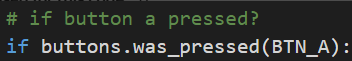 # if button a pressed?
if buttons.was_pressed(BTN_A):